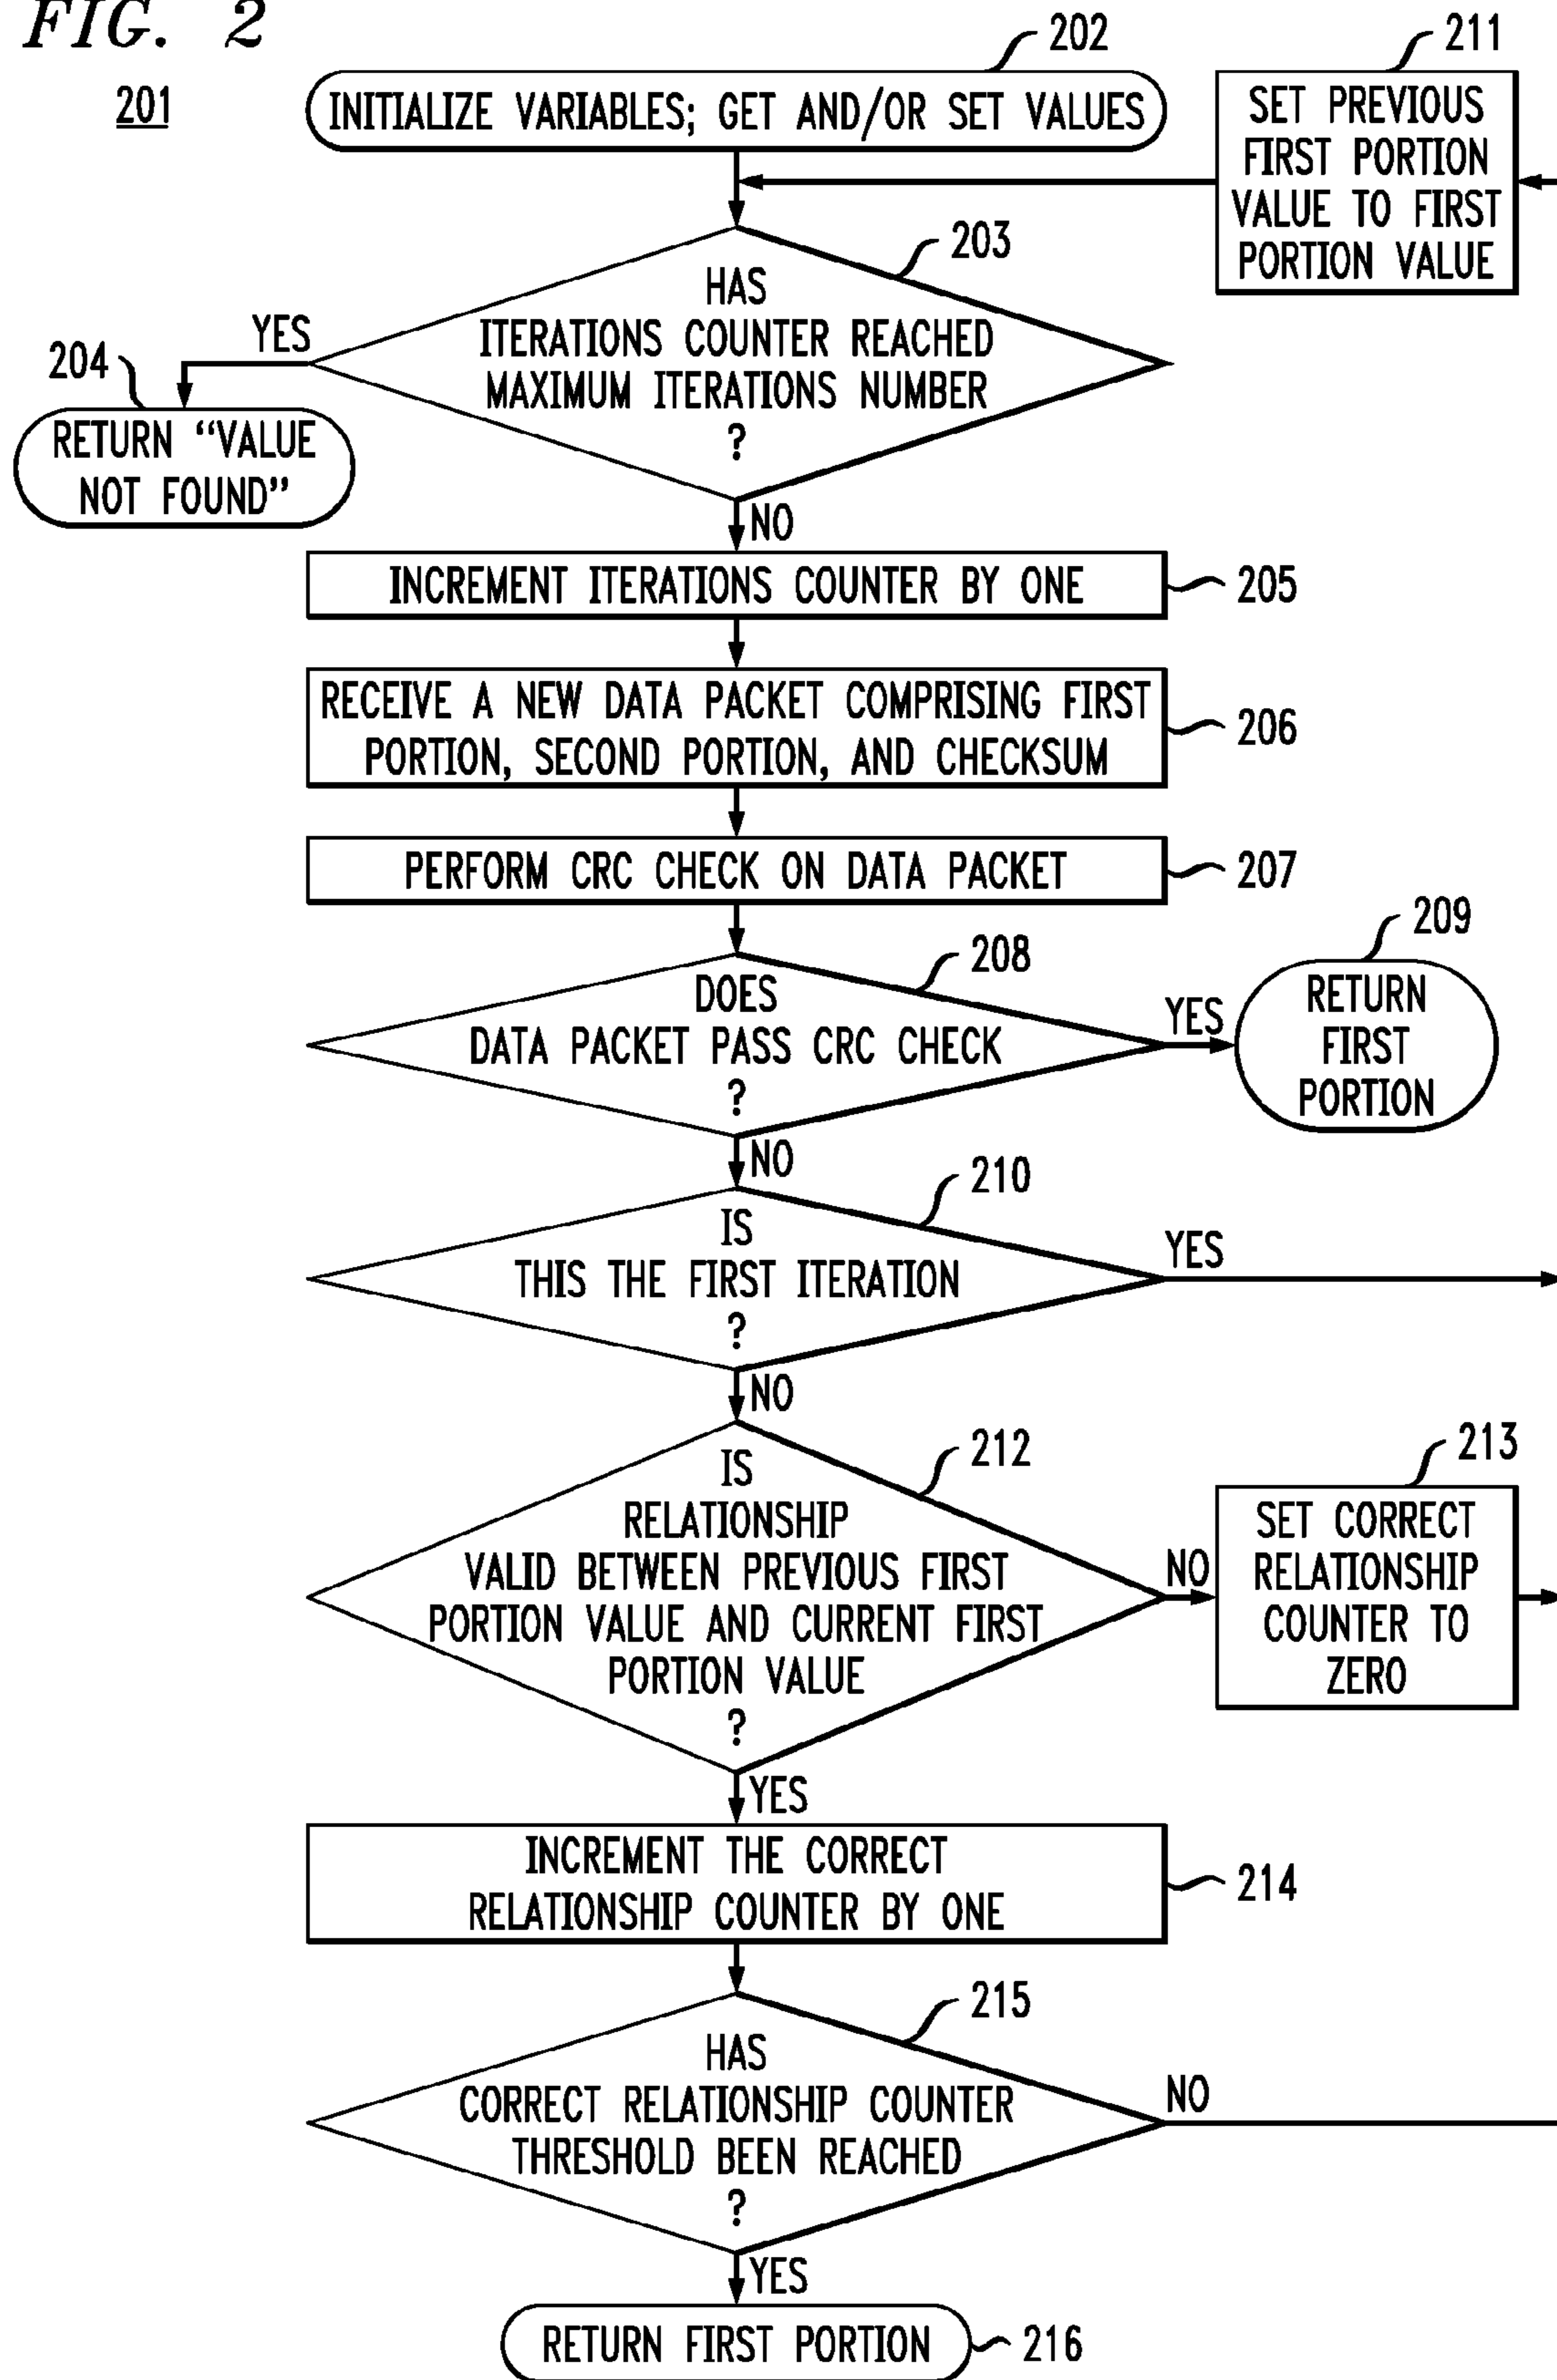 FIG. 2
201
202
INITIALIZE VARIABLES; GET AND/OR SET VALUES
211
SET PREVIOUS
FIRST PORTION
VALUE TO FIRST
PORTION VALUE
203
HAS
ITERATIONS COUNTER REACHED
MAXIMUM ITERATIONS NUMBER
?
YES
204
RETURN “VALUE
NOT FOUND”
NO
INCREMENT ITERATIONS COUNTER BY ONE
205
RECEIVE A NEW DATA PACKET COMPRISING FIRST
PORTION, SECOND PORTION, AND CHECKSUM
206
PERFORM CRC CHECK ON DATA PACKET
207
208
DOES
DATA PACKET PASS CRC CHECK
?
YES
209
RETURN
FIRST
PORTION
NO
210
IS
THIS THE FIRST ITERATION
?
YES
NO
212
IS
RELATIONSHIP
VALID BETWEEN PREVIOUS FIRST
PORTION VALUE AND CURRENT FIRST
PORTION VALUE
?
NO
213
SET CORRECT
RELATIONSHIP
COUNTER TO
ZERO
YES
INCREMENT THE CORRECT
RELATIONSHIP COUNTER BY ONE
214
215
HAS
CORRECT RELATIONSHIP COUNTER
THRESHOLD BEEN REACHED
?
NO
YES
RETURN FIRST PORTION
216